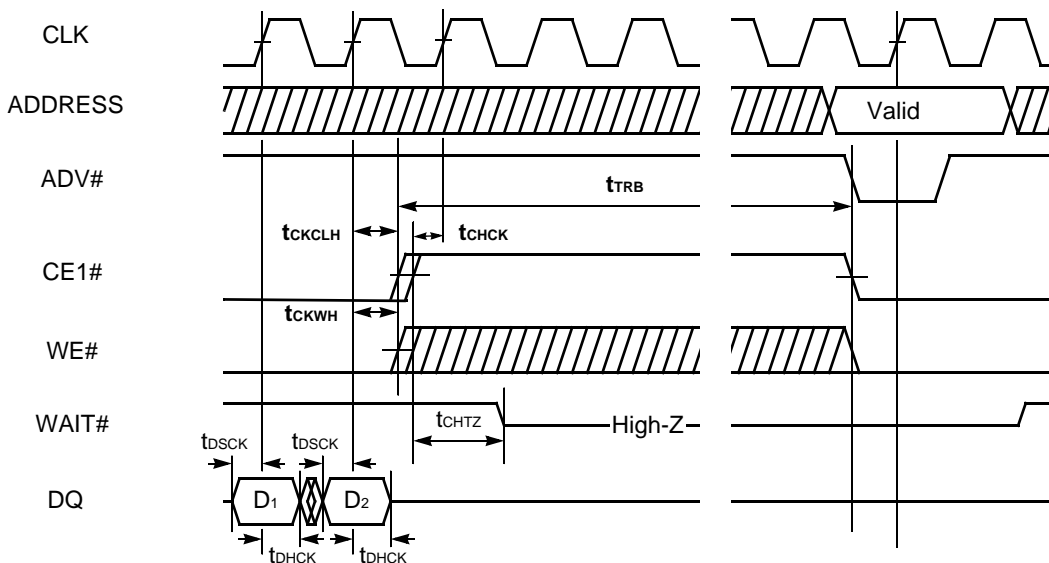 CLK
ADDRESS
Valid
ADV#
tTRB
tCKCLH
tCHCK
CE1#
tCKWH
WE#
WAIT#
tCHTZ
High-Z
tDSCK
tDSCK
DQ
D1
D2
tDHCK
tDHCK